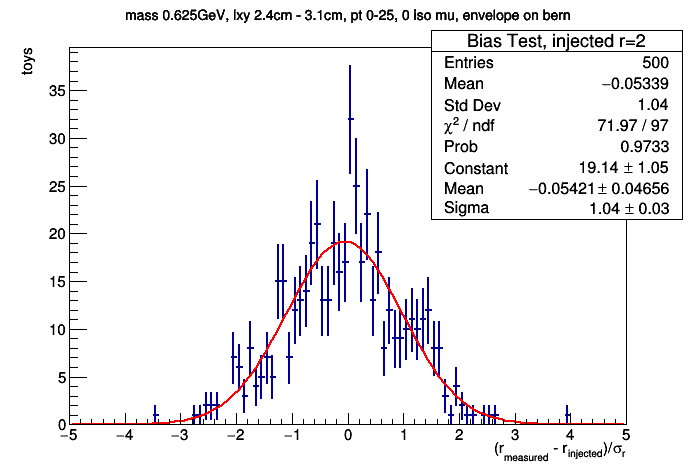 mass 0.625GeV, lxy 2.4cm - 3.1cm, pt 0-25, 0 Iso mu, envelope on bern
toys
Bias Test, injected r=2
Entries 500
Mean −0.05339
Std Dev 1.04
χ² / ndf 71.97 / 97
Prob 0.9733
Constant 19.14 ± 1.05
Mean −0.05421 ± 0.04656
Sigma 1.04 ± 0.03
35
30
25
20
15
10
5
0
−5 −4 −3 −2 −1 0 1 2 3 4 5
(r_measured - r_injected)/σ_r